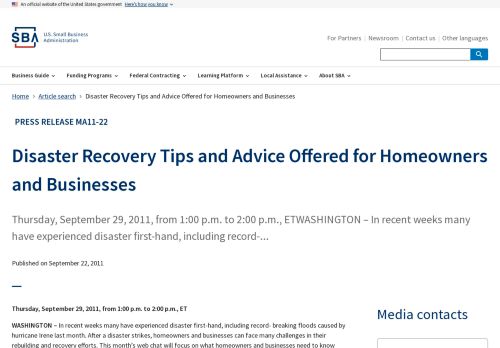 An official website of the United States government Here's how you know
SBA U.S. Small Business Administration
For Partners | Newsroom | Contact us | Other languages
Business Guide Funding Programs Federal Contracting Learning Platform Local Assistance About SBA
Home › Article search › Disaster Recovery Tips and Advice Offered for Homeowners and Businesses
PRESS RELEASE MA11-22
Disaster Recovery Tips and Advice Offered for Homeowners
and Businesses
Thursday, September 29, 2011, from 1:00 p.m. to 2:00 p.m., ETWASHINGTON – In recent weeks many
have experienced disaster first-hand, including record-...
Published on September 22, 2011
Thursday, September 29, 2011, from 1:00 p.m. to 2:00 p.m., ET
Media contacts
WASHINGTON – In recent weeks many have experienced disaster first-hand, including record- breaking floods caused by
hurricane Irene last month. After a disaster strikes, homeowners and businesses can face many challenges in their
rebuilding and recovery efforts. This month's web chat will focus on what homeowners and businesses need to know